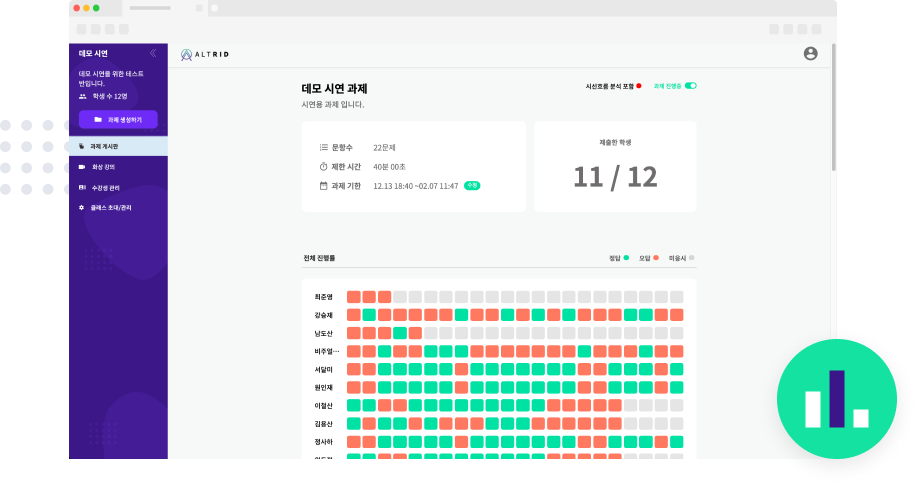 데모 시연
데모 시연을 위한 테스트
반입니다.
학생 수 12명
과제 생성하기
과제 게시판
화상 강의
수강생 관리
클래스 초대/관리
ALTRID
데모 시연 과제
시연용 과제 입니다.
시선흐름 분석 포함
과제 진행중
문항수 22문제
제한 시간 40분 00초
과제 기한 12.13 18:40 ~02.07 11:47 수정
제출한 학생
11 / 12
전체 진행률
정답 오답 미응시
최준영
강승재
남도산
비주얼…
서달미
원인재
이철산
김용산
정사하